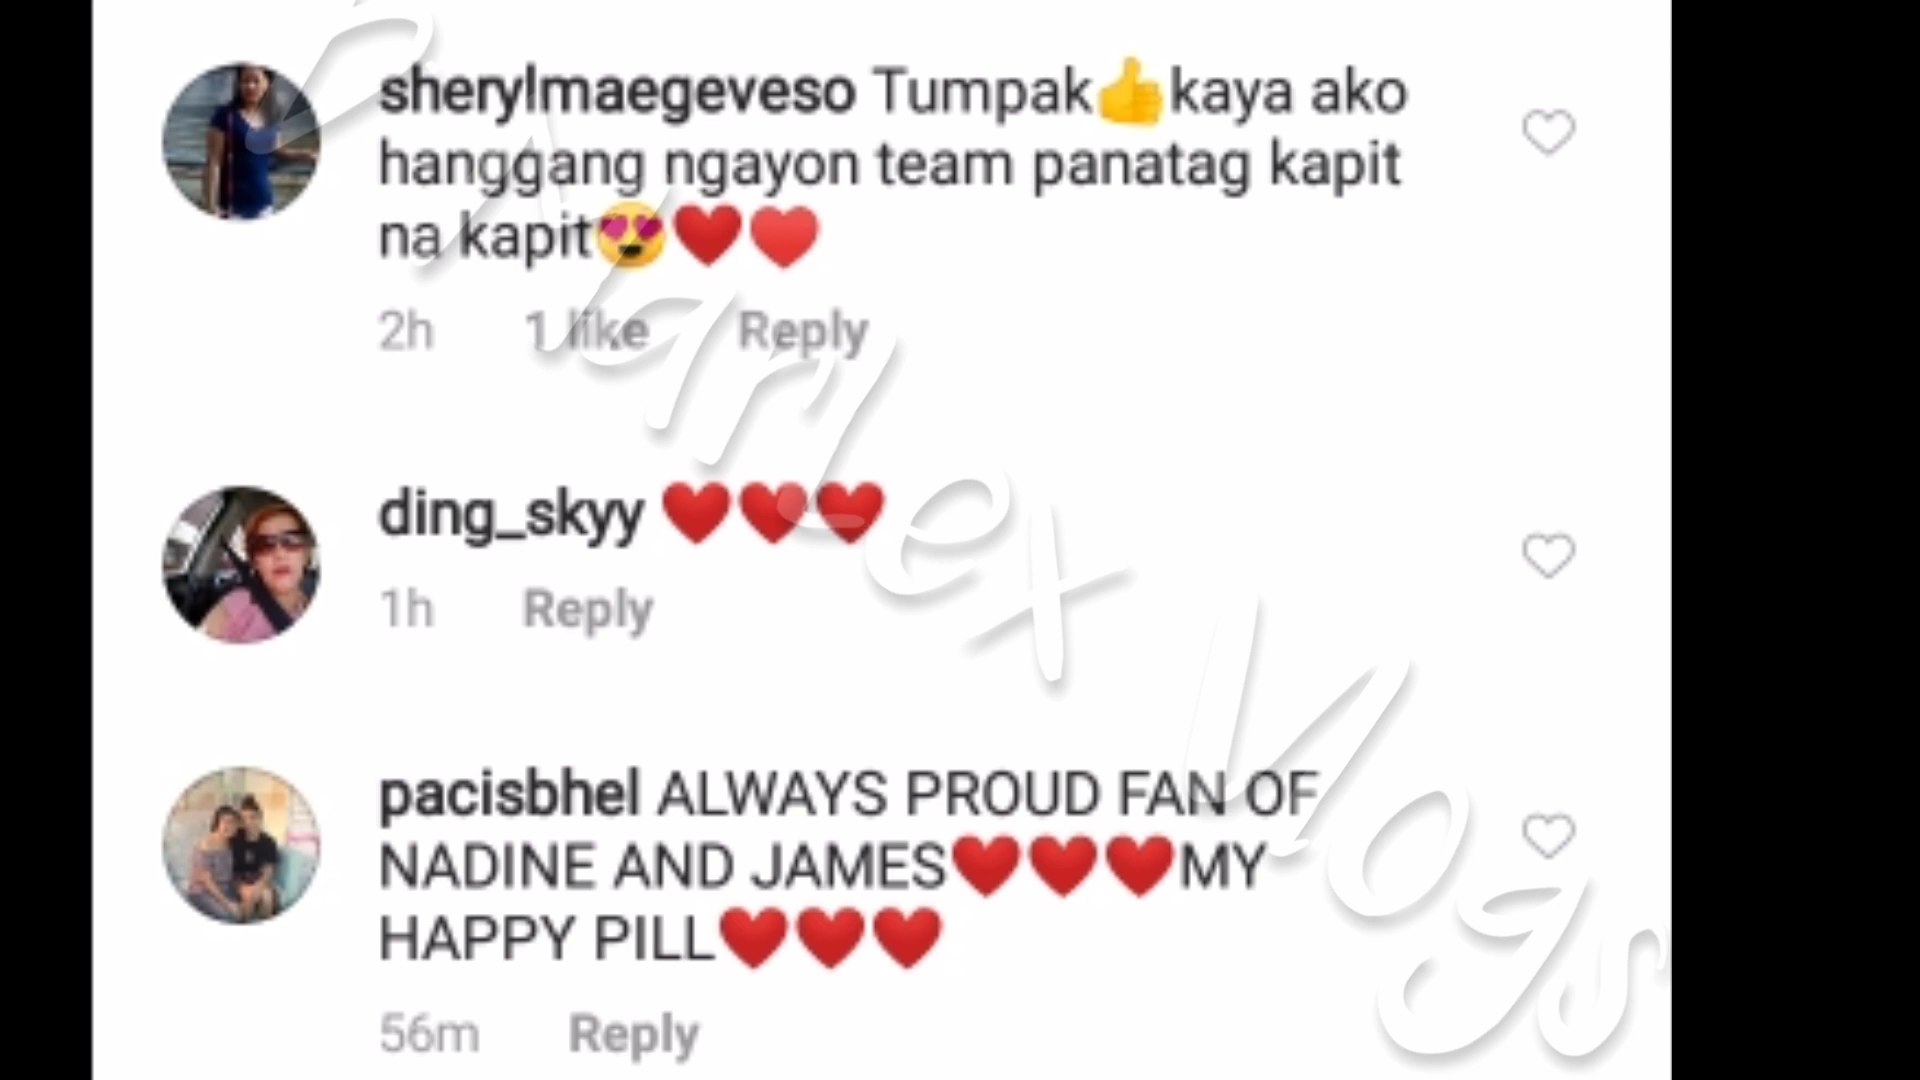 sherylmaegeveso Tumpak👍kaya ako
hanggang ngayon team panatag kapit
na kapit😍❤️♥️
2h 1 like Reply
ding_skyy ❤️❤️❤️
1h Reply
pacisbhel ALWAYS PROUD FAN OF
NADINE AND JAMES❤️❤️❤️MY
HAPPY PILL❤️❤️❤️
56m Reply
Vlogs